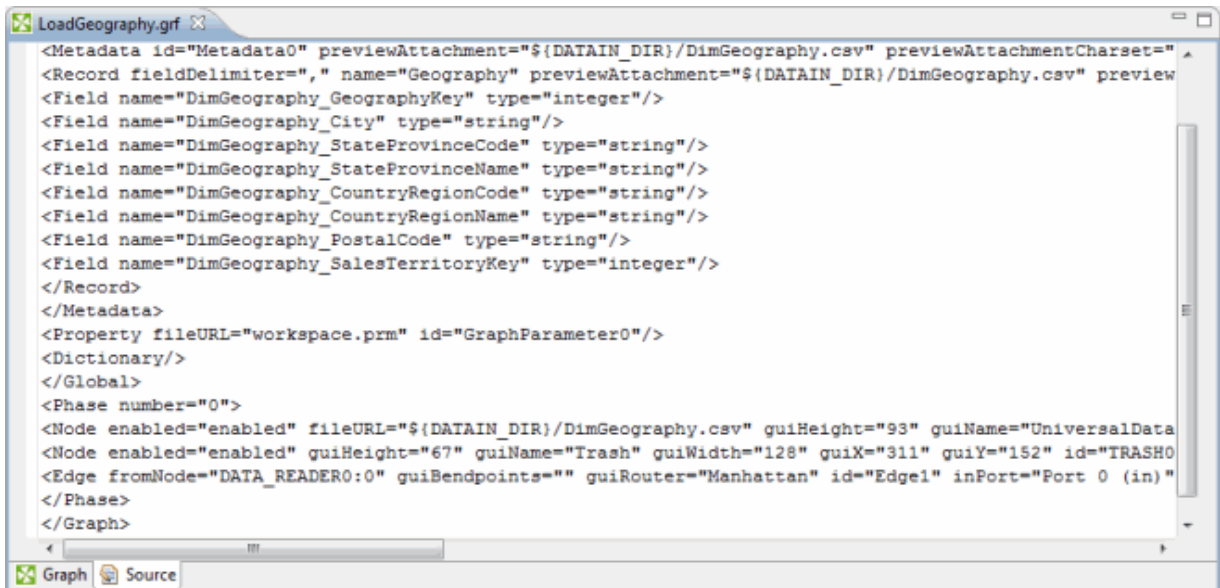 LoadGeography.grf
<Metadata id="Metadata0" previewAttachment="${DATAIN_DIR}/DimGeography.csv" previewAttachmentCharset="
<Record fieldDelimiter="," name="Geography" previewAttachment="${DATAIN_DIR}/DimGeography.csv" preview
<Field name="DimGeography_GeographyKey" type="integer"/>
<Field name="DimGeography_City" type="string"/>
<Field name="DimGeography_StateProvinceCode" type="string"/>
<Field name="DimGeography_StateProvinceName" type="string"/>
<Field name="DimGeography_CountryRegionCode" type="string"/>
<Field name="DimGeography_CountryRegionName" type="string"/>
<Field name="DimGeography_PostalCode" type="string"/>
<Field name="DimGeography_SalesTerritoryKey" type="integer"/>
</Record>
</Metadata>
<Property fileURL="workspace.prm" id="GraphParameter0"/>
<Dictionary/>
</Global>
<Phase number="0">
<Node enabled="enabled" fileURL="${DATAIN_DIR}/DimGeography.csv" guiHeight="93" guiName="UniversalData
<Node enabled="enabled" guiHeight="67" guiName="Trash" guiWidth="128" guiX="311" guiY="152" id="TRASH0
<Edge fromNode="DATA_READER0:0" guiBendpoints="" guiRouter="Manhattan" id="Edge1" inPort="Port 0 (in)"
</Phase>
</Graph>
Graph Source